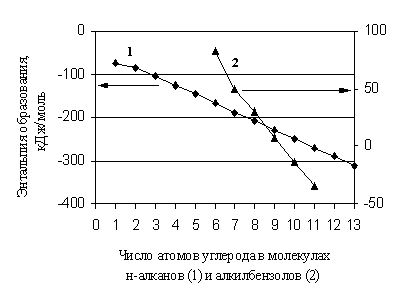 0
-100
-200
-300
-400
100
50
0
-50
1
2
0 1 2 3 4 5 6 7 8 9 10 11 12 13
Энтальпия образования,
кДж/моль
Число атомов углерода в молекулах
н-алканов (1) и алкилбензолов (2)